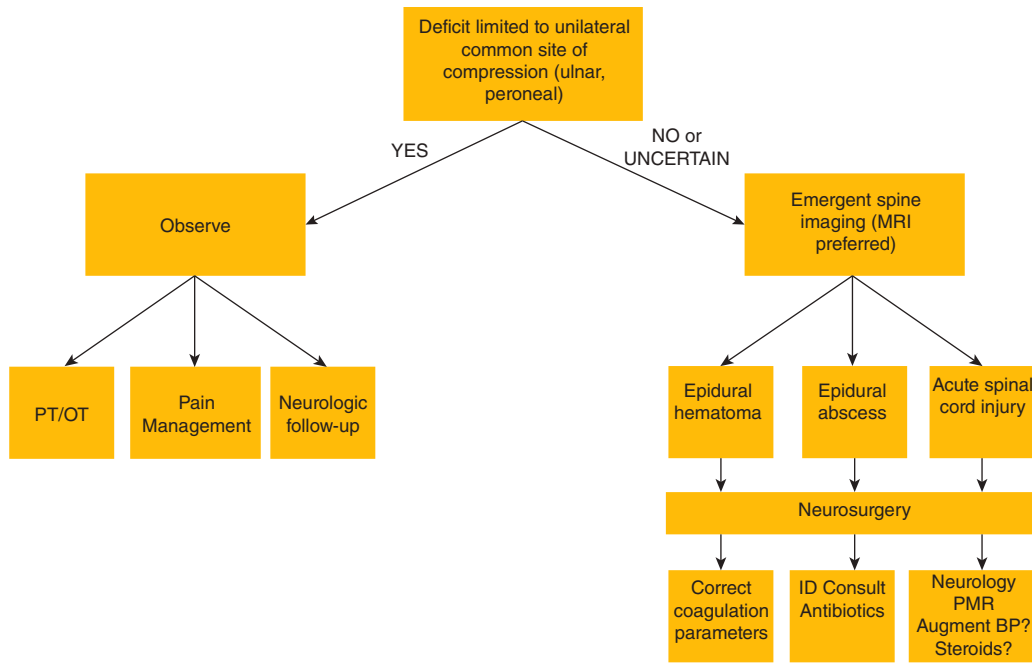 Deficit limited to unilateral
common site of
compression (ulnar,
peroneal)
YES
NO or
UNCERTAIN
Observe
Emergent spine
imaging (MRI
preferred)
PT/OT
Pain
Management
Neurologic
follow-up
Epidural
hematoma
Epidural
abscess
Acute spinal
cord injury
Neurosurgery
Correct
coagulation
parameters
ID Consult
Antibiotics
Neurology
PMR
Augment BP?
Steroids?